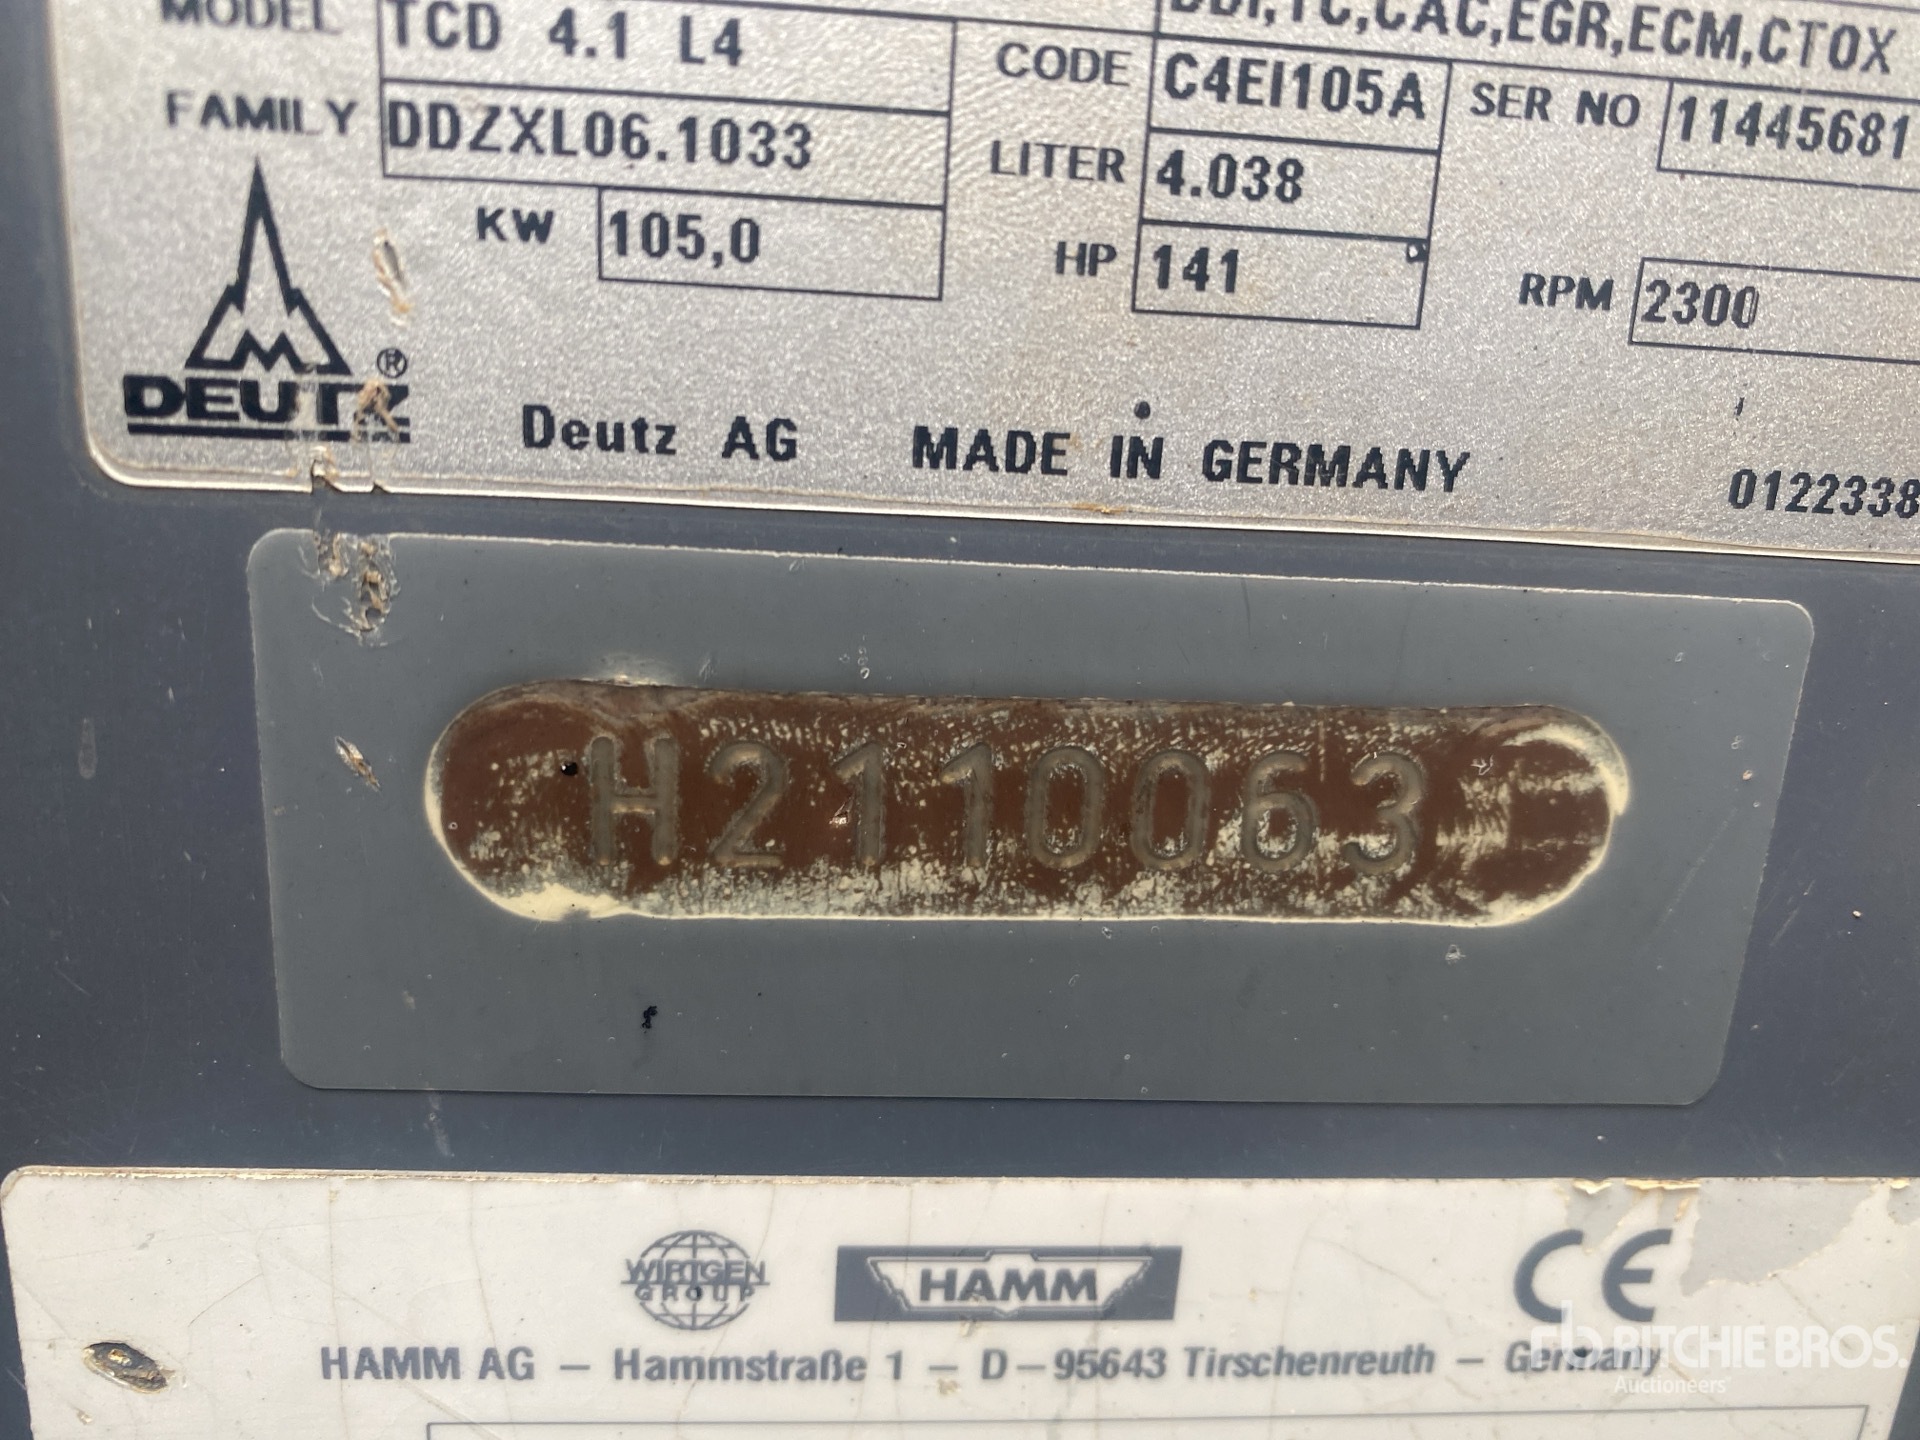 MODEL TCD 4.1 L4 DDI,TC,CAC,EGR,ECM,CTOX
FAMILY DDZXL06.1033 CODE C4EI105A SER NO 11445681
LITER 4.038
KW 105,0 HP 141 RPM 2300
DEUTZ®
Deutz AG MADE IN GERMANY 0122338
H2110063
WIRTGEN GROUP HAMM CE
HAMM AG – Hammstraße 1 – D–95643 Tirschenreuth – Germany
rb RITCHIE BROS.
Auctioneers